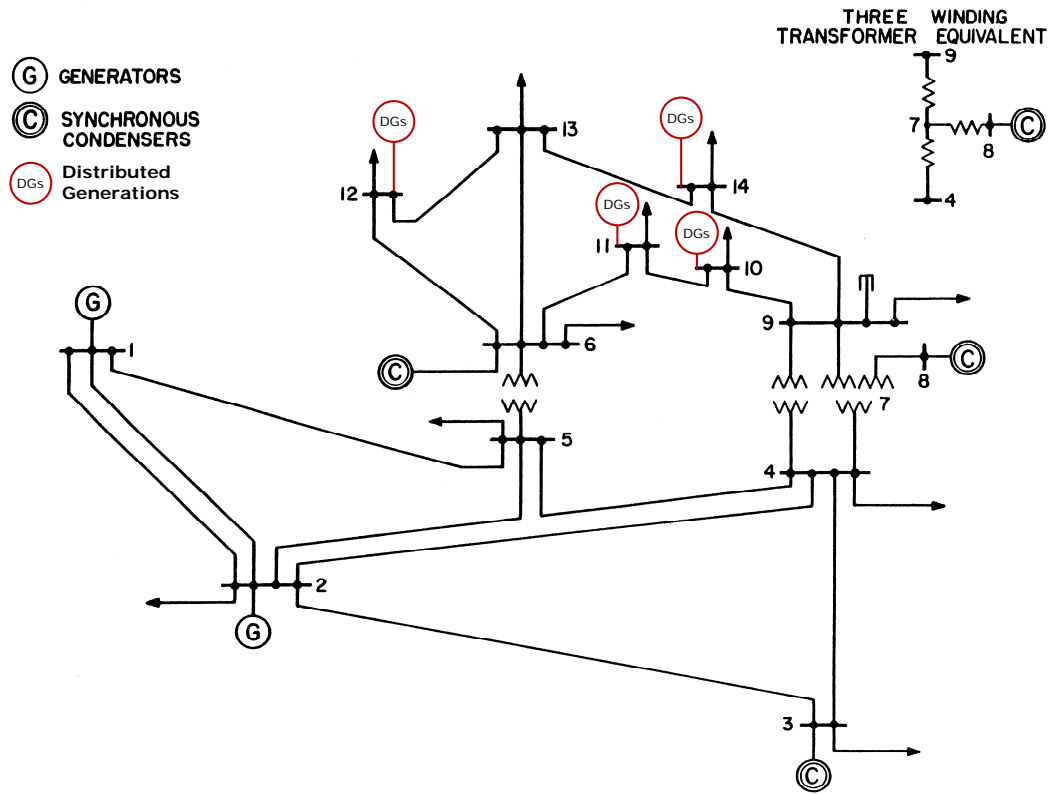 THREE WINDING
TRANSFORMER EQUIVALENT
9
7
8
C
4
G GENERATORS
C SYNCHRONOUS
CONDENSERS
DGs Distributed
Generations
DGs
12
13
DGs
14
DGs
11
DGs
10
G
1
9
6
C
8
C
7
5
4
2
G
3
C